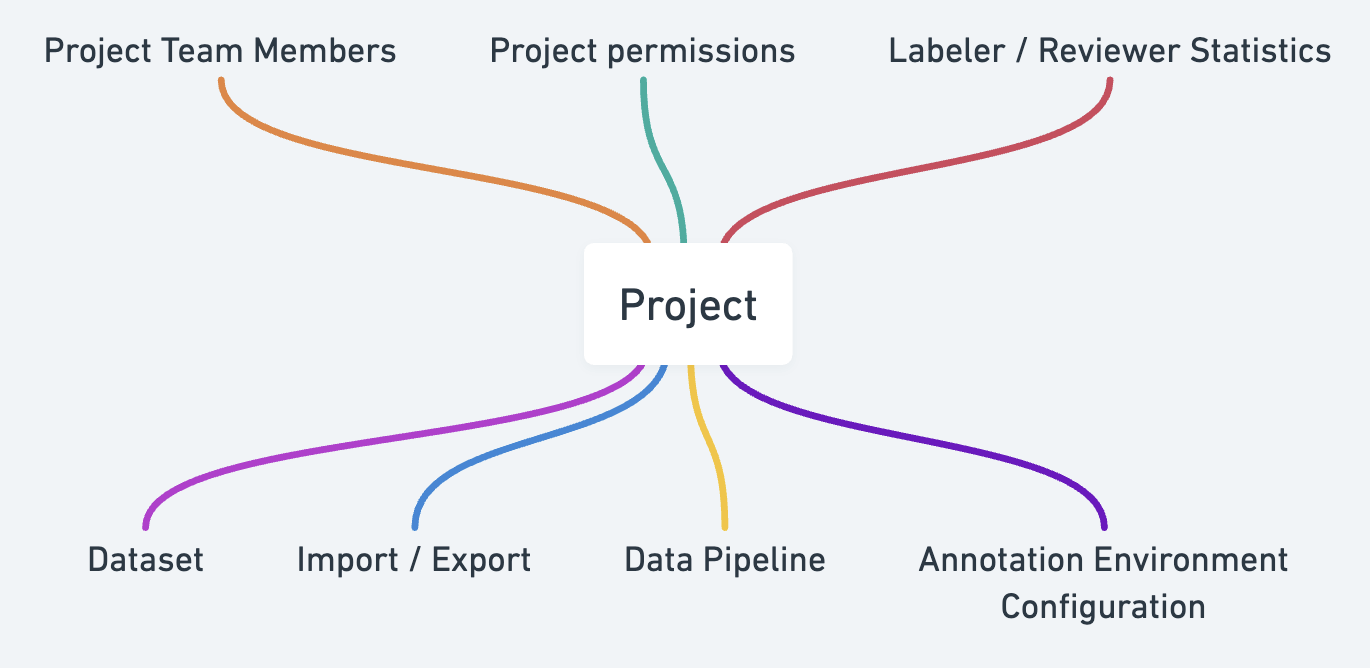 Project Team Members
Project permissions
Labeler / Reviewer Statistics
Project
Dataset
Import / Export
Data Pipeline
Annotation Environment
Configuration